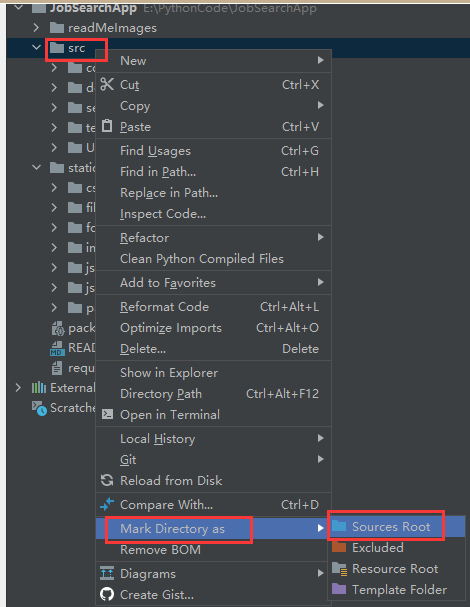 JobSearchApp E:\PythonCode\JobSearchApp
readMeImages
src
New
Cut Ctrl+X
Copy
Paste Ctrl+V
Find Usages Ctrl+G
Find in Path... Ctrl+H
Replace in Path...
Inspect Code...
Refactor
Clean Python Compiled Files
Add to Favorites
Reformat Code Ctrl+Alt+L
Optimize Imports Ctrl+Alt+O
Delete... Delete
Show in Explorer
Directory Path Ctrl+Alt+F12
Open in Terminal
Local History
Git
Reload from Disk
Compare With... Ctrl+D
Mark Directory as
Remove BOM
Diagrams
Create Gist...
Sources Root
Excluded
Resource Root
Template Folder
co
d
se
te
U
static
cs
fil
fo
in
js
js
p
pack
READ
requ
External
Scratche